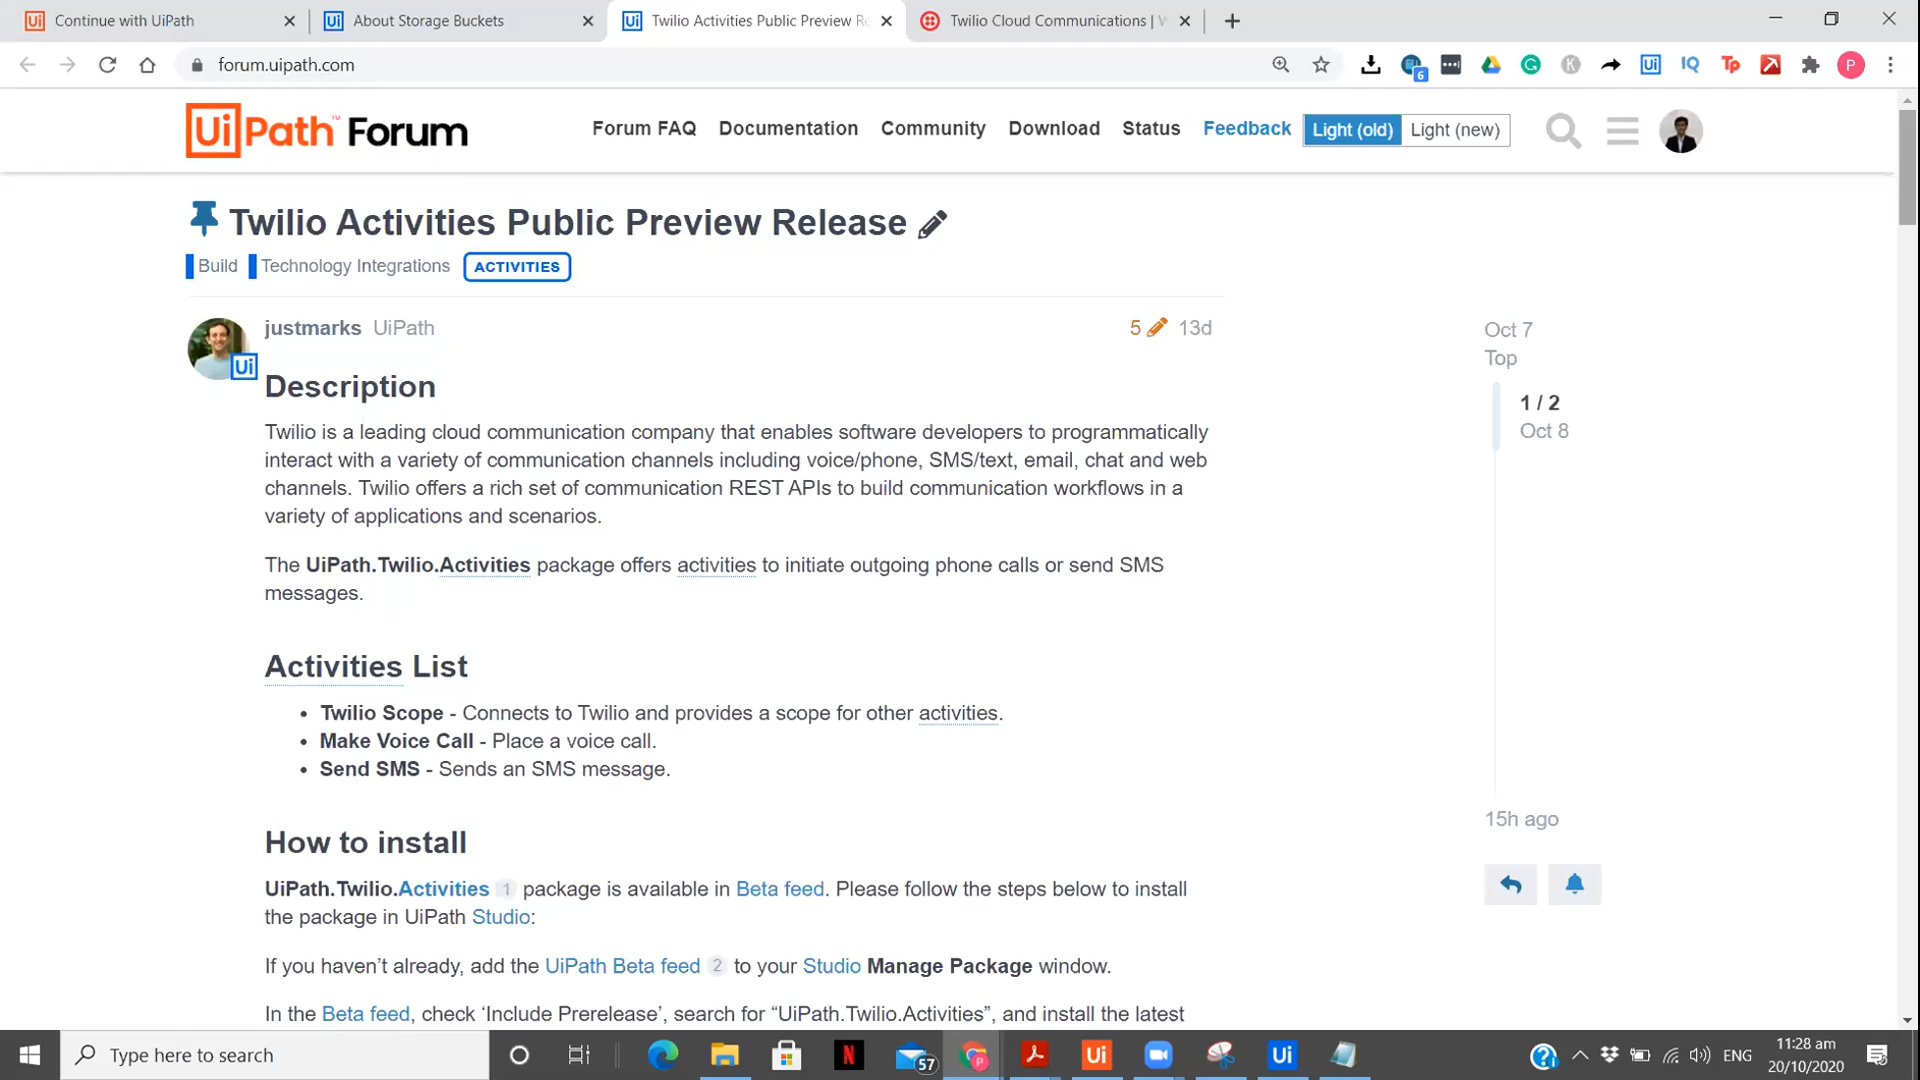 Continue with UiPath
About Storage Buckets
Twilio Activities Public Preview Re
Twilio Cloud Communications | W
forum.uipath.com
6
Ui
IQ
Tp
P
UiPath™ Forum
Forum FAQ
Documentation
Community
Download
Status
Feedback
Light (old)
Light (new)
Twilio Activities Public Preview Release
Build
Technology Integrations
ACTIVITIES
justmarks UiPath
5
13d
Ui
Description
Twilio is a leading cloud communication company that enables software developers to programmatically
interact with a variety of communication channels including voice/phone, SMS/text, email, chat and web
channels. Twilio offers a rich set of communication REST APIs to build communication workflows in a
variety of applications and scenarios.
The UiPath.Twilio.Activities package offers activities to initiate outgoing phone calls or send SMS
messages.
Activities List
• Twilio Scope - Connects to Twilio and provides a scope for other activities.
• Make Voice Call - Place a voice call.
• Send SMS - Sends an SMS message.
How to install
UiPath.Twilio.Activities 1 package is available in Beta feed. Please follow the steps below to install
the package in UiPath Studio:
If you haven’t already, add the UiPath Beta feed 2 to your Studio Manage Package window.
In the Beta feed, check ‘Include Prerelease’, search for “UiPath.Twilio.Activities”, and install the latest
Oct 7
Top
1 / 2
Oct 8
15h ago
Type here to search
57
Ui
Ui
ENG
11:28 am
20/10/2020